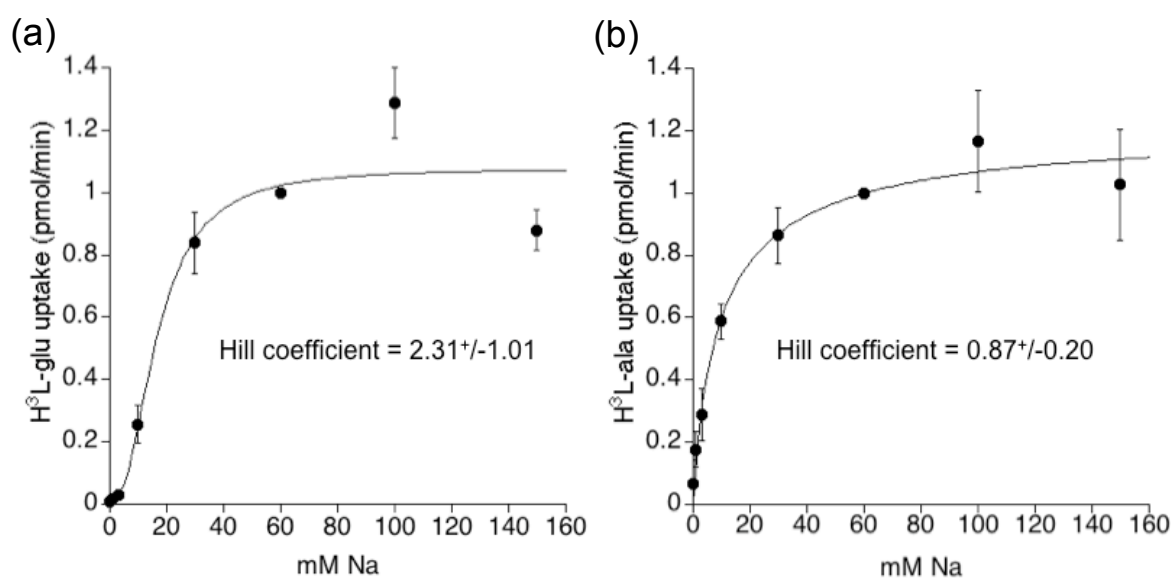 (a)
1.4
1.2
1
0.8
0.6
0.4
0.2
0
H³L-glu uptake (pmol/min)
Hill coefficient = 2.31⁺/-1.01
0 20 40 60 80 100 120 140 160
mM Na
(b)
1.4
1.2
1
0.8
0.6
0.4
0.2
0
H³L-ala uptake (pmol/min)
Hill coefficient = 0.87⁺/-0.20
0 20 40 60 80 100 120 140 160
mM Na